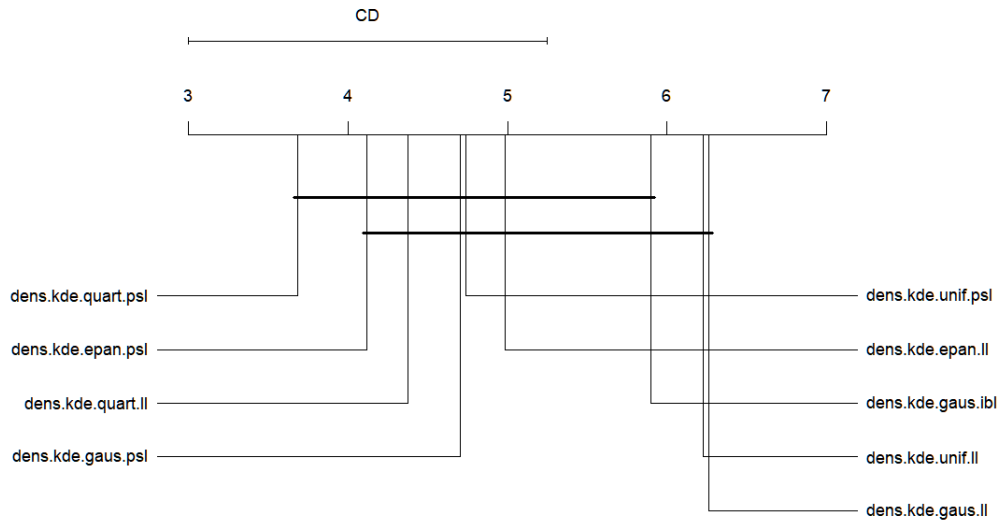 CD
3 4 5 6 7
dens.kde.quart.psl dens.kde.unif.psl
dens.kde.epan.psl dens.kde.epan.ll
dens.kde.quart.ll dens.kde.gaus.ibl
dens.kde.gaus.psl dens.kde.unif.ll
dens.kde.gaus.ll